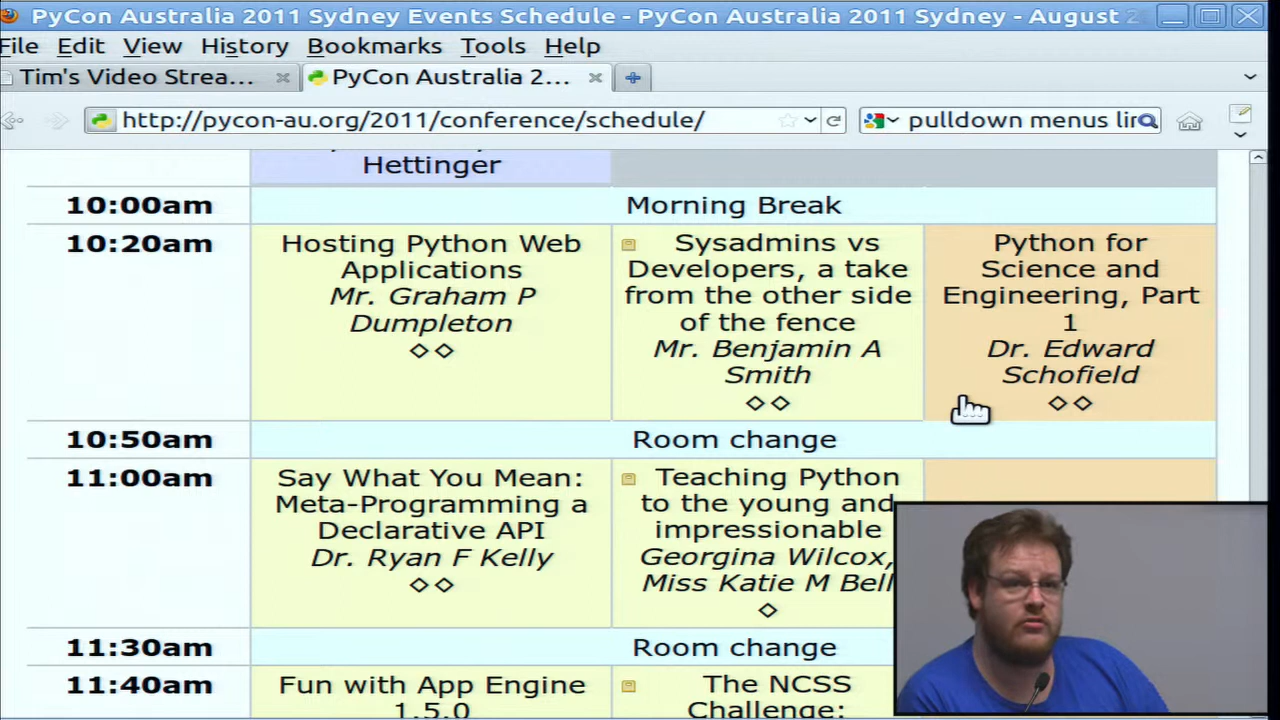 PyCon Australia 2011 Sydney Events Schedule - PyCon Australia 2011 Sydney - August
File Edit View History Bookmarks Tools Help
Tim's Video Strea... PyCon Australia 2...
http://pycon-au.org/2011/conference/schedule/ pulldown menus lin
Hettinger
10:00am
Morning Break
10:20am
Hosting Python Web
Applications
Mr. Graham P
Dumpleton
Sysadmins vs
Developers, a take
from the other side
of the fence
Mr. Benjamin A
Smith
Python for
Science and
Engineering, Part
1
Dr. Edward
Schofield
10:50am
Room change
11:00am
Say What You Mean:
Meta-Programming a
Declarative API
Dr. Ryan F Kelly
Teaching Python
to the young and
impressionable
Georgina Wilcox,
Miss Katie M Bell
11:30am
Room change
11:40am
Fun with App Engine
1.5.0
The NCSS
Challenge: